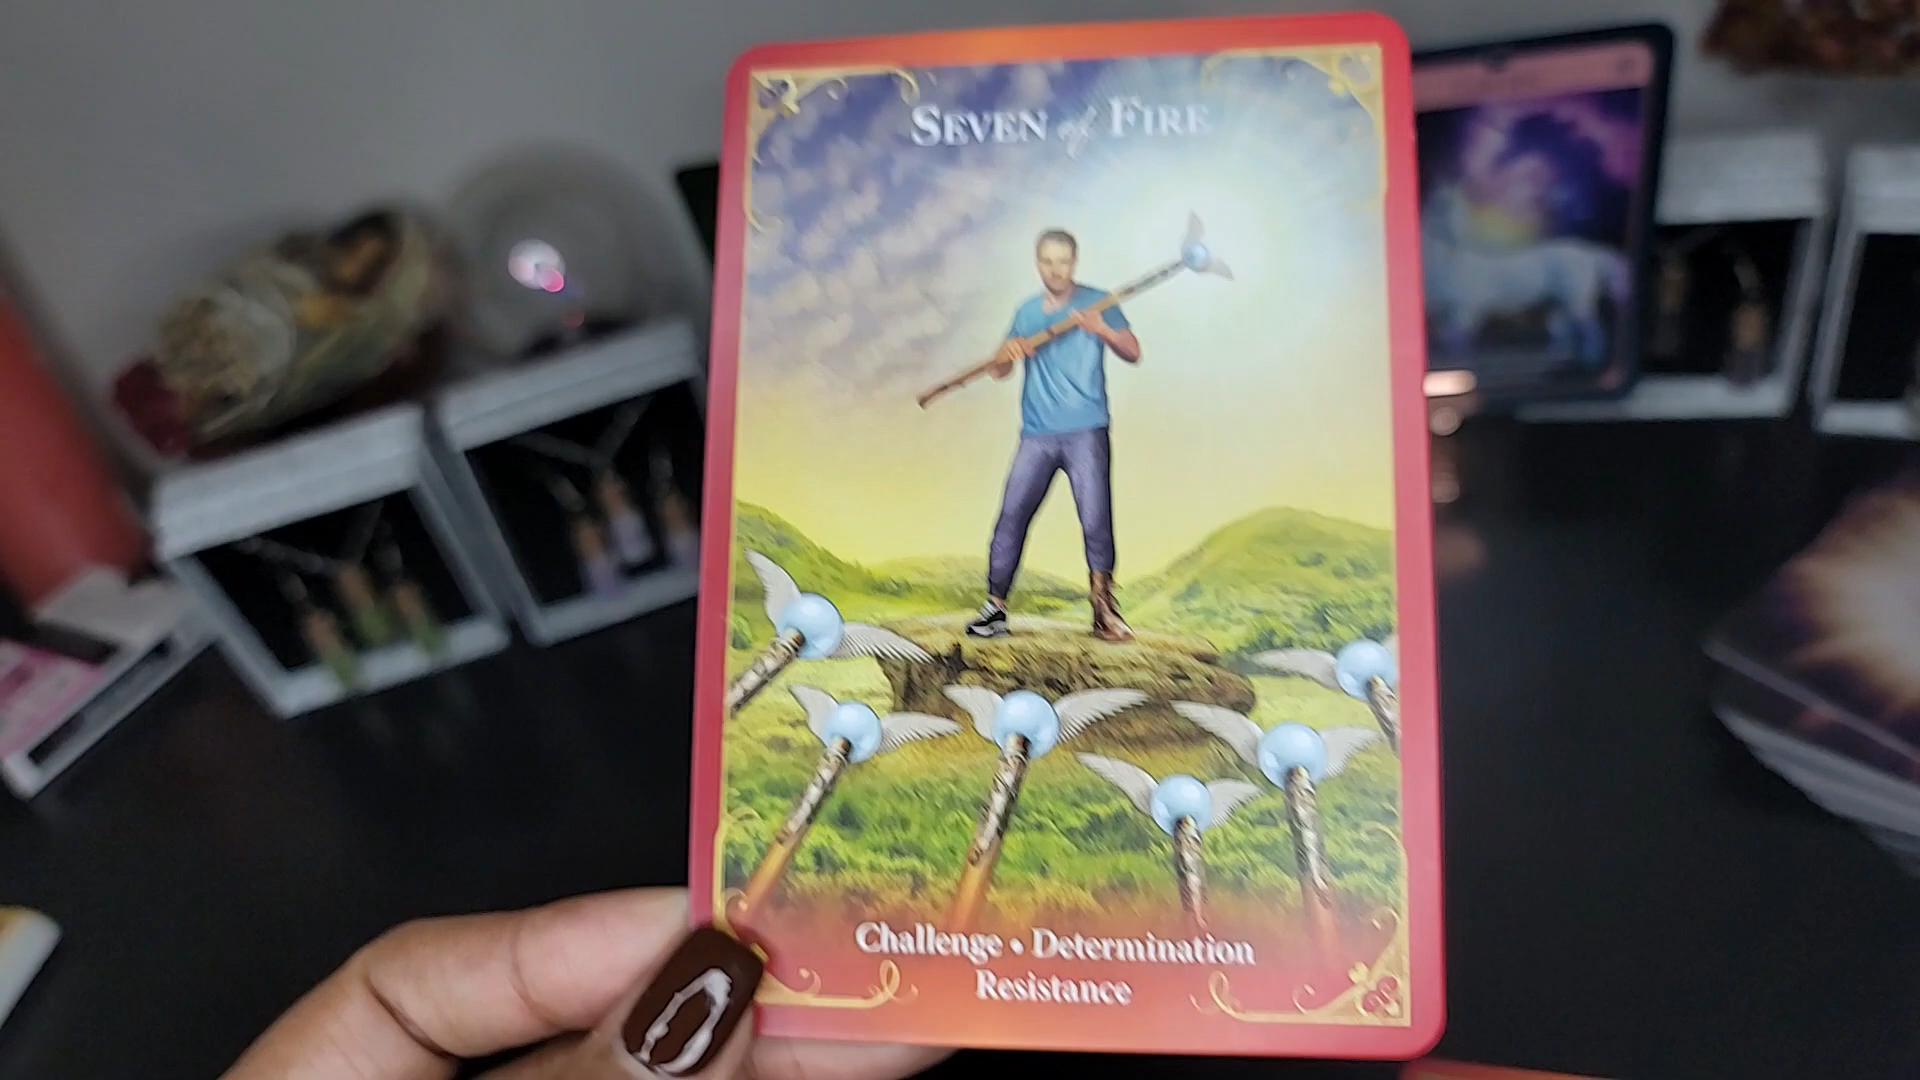 SEVEN of FIRE
Challenge • Determination
Resistance